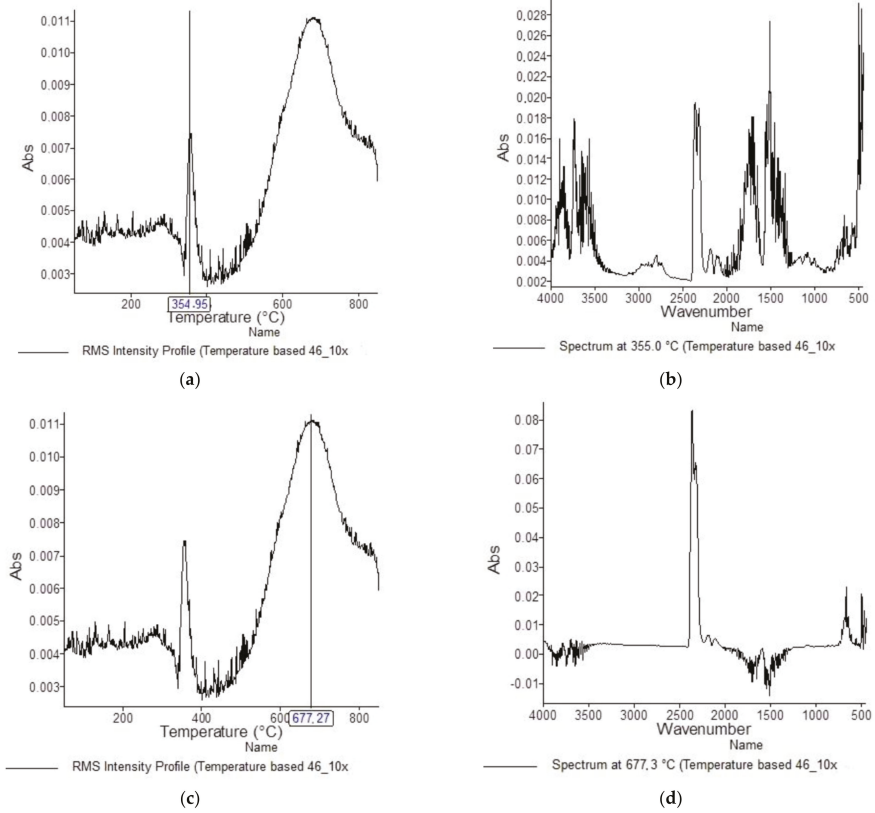 0.011
0.010
0.009
0.008
0.007
0.006
0.005
0.004
0.003
Abs
200 600 800
354.95
Temperature (°C)
Name
RMS Intensity Profile (Temperature based 46_10x
(a)
0,028
0,026
0,024
0.022
0.020
0.018
0.016
0.014
0.012
0.010
0.008
0.006
0.004
0.002
Abs
4000 3500 3000 2500 2000 1500 1000 500
Wavenumber
Name
Spectrum at 355.0 °C (Temperature based 46_10x
(b)
0.011
0.010
0.009
0.008
0.007
0.006
0.005
0.004
0.003
Abs
200 400 600 800
677,27
Temperature (°C)
Name
RMS Intensity Profile (Temperature based 46_10x
(c)
0.08
0.07
0.06
0.05
0.04
0.03
0.02
0.01
0.00
-0.01
Abs
4000 3500 3000 2500 2000 1500 1000 500
Wavenumber
Name
Spectrum at 677,3 °C (Temperature based 46_10x
(d)